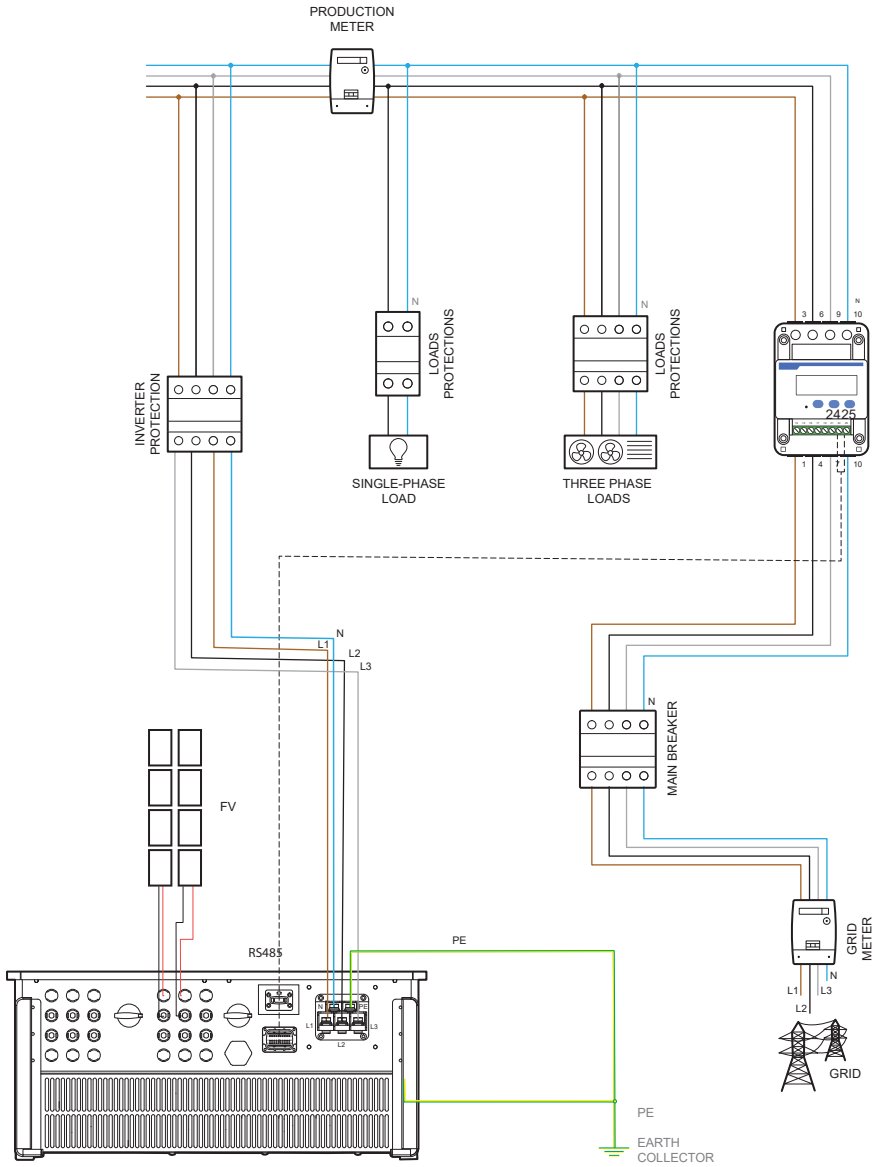 PRODUCTION
METER
N
N
N
3 6 9 10
LOADS
PROTECTIONS
LOADS
PROTECTIONS
INVERTER
PROTECTION
2425
1 4 7 10
SINGLE-PHASE
LOAD
THREE PHASE
LOADS
N
L1
L2
L3
N
MAIN BREAKER
FV
GRID
METER
RS485
PE
N
L1
L3
L2
N
PE
L1
L3
L2
GRID
PE
EARTH
COLLECTOR